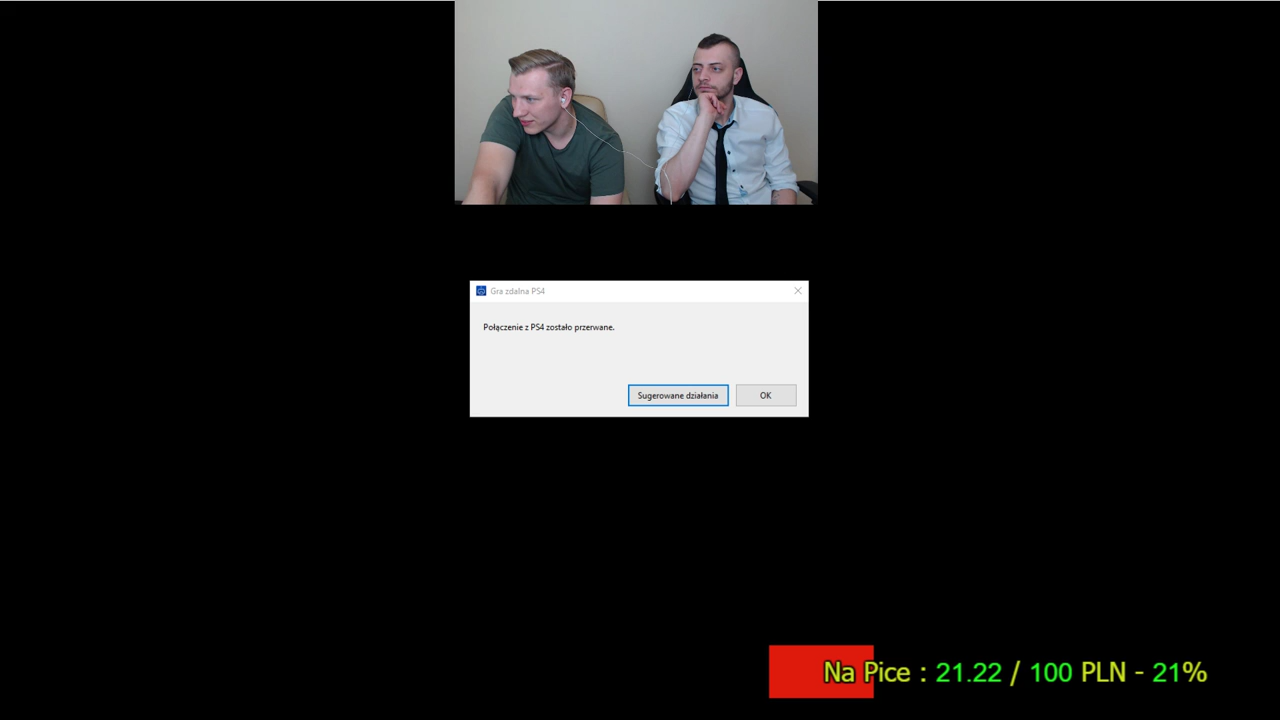 Gra zdalna PS4
Połączenie z PS4 zostało przerwane.
Sugerowane działania
OK
Na Pice : 21.22 / 100 PLN - 21%